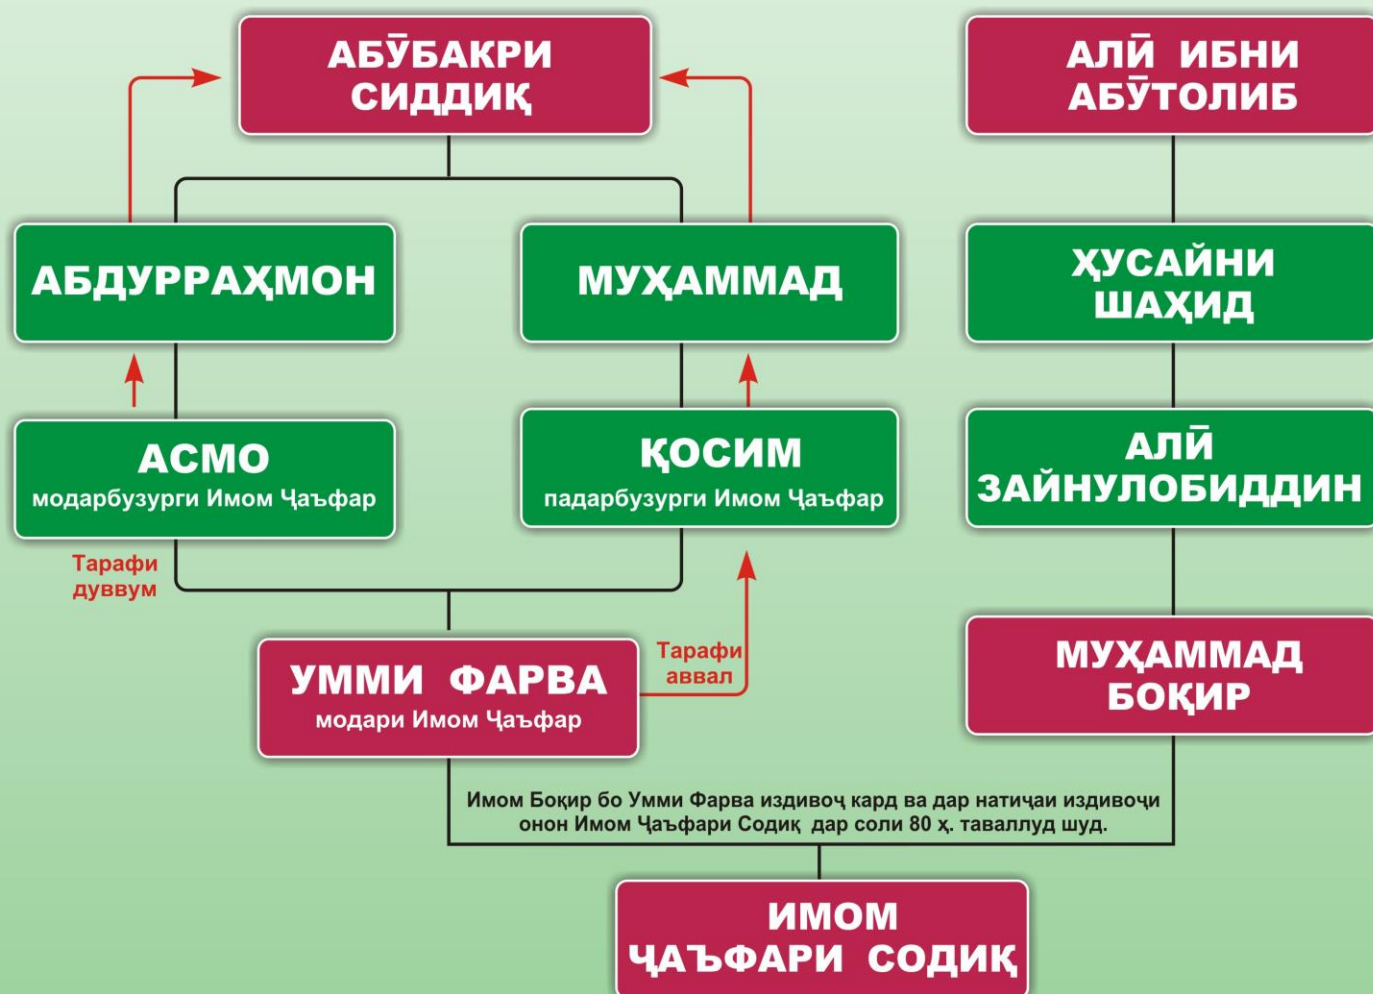 АБӮБАКРИ
СИДДИҚ
АЛӢ ИБНИ
АБӮТОЛИБ
АБДУРРАҲМОН
МУҲАММАД
ҲУСАЙНИ
ШАҲИД
АСМО
модарбузурги Имом Ҷаъфар
ҚОСИМ
падарбузурги Имом Ҷаъфар
АЛӢ
ЗАЙНУЛОБИДДИН
Тарафи
дуввум
УММИ ФАРВА
модари Имом Ҷаъфар
Тарафи
аввал
МУҲАММАД
БОҚИР
Имом Боқир бо Умми Фарва издивоҷ кард ва дар натиҷаи издивоҷи
онон Имом Ҷаъфари Содиқ дар соли 80 ҳ. таваллуд шуд.
ИМОМ
ҶАЪФАРИ СОДИҚ